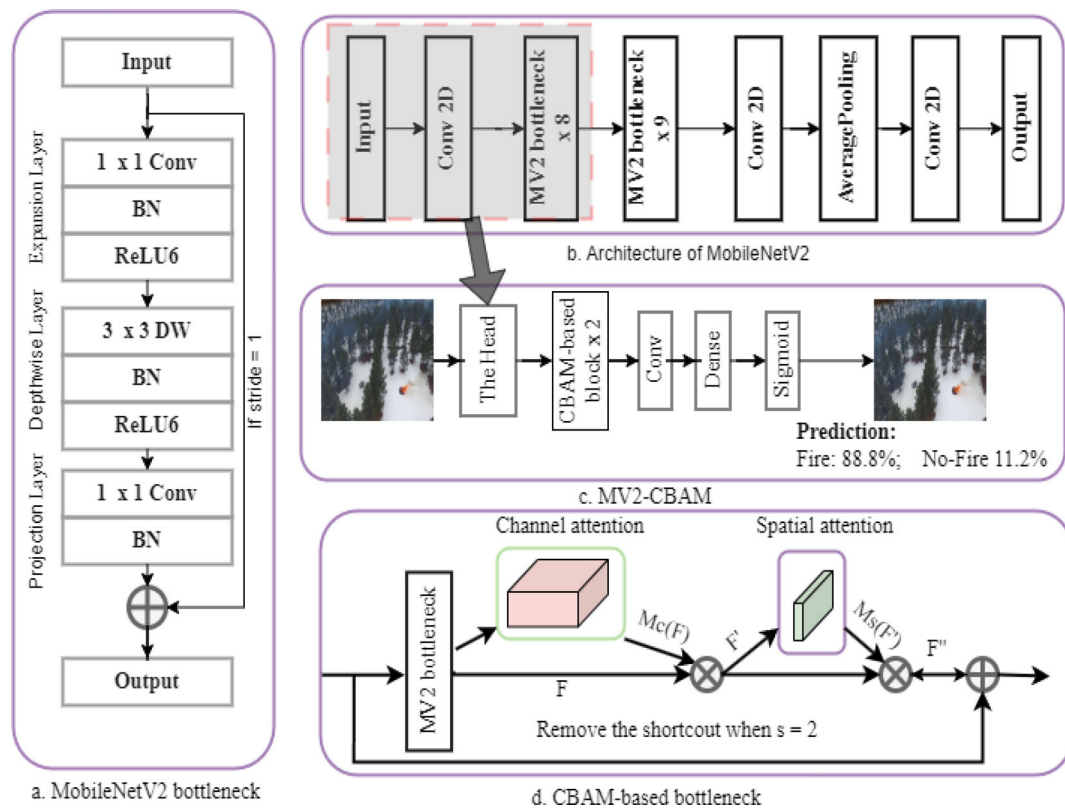 Input
Expansion Layer
1 x 1 Conv
BN
ReLU6
Depthwise Layer
3 x 3 DW
BN
ReLU6
If stride = 1
Projection Layer
1 x 1 Conv
BN
Output
a. MobileNetV2 bottleneck
Input
Conv 2D
MV2 bottleneck
x 8
MV2 bottleneck
x 9
Conv 2D
AveragePooling
Conv 2D
Output
b. Architecture of MobileNetV2
The Head
CBAM-based
block x 2
Conv
Dense
Sigmoid
Prediction:
Fire: 88.8%; No-Fire 11.2%
c. MV2-CBAM
Channel attention
Spatial attention
MV2 bottleneck
Mc(F)
F'
Ms(F')
F''
F
Remove the shortcout when s = 2
d. CBAM-based bottleneck